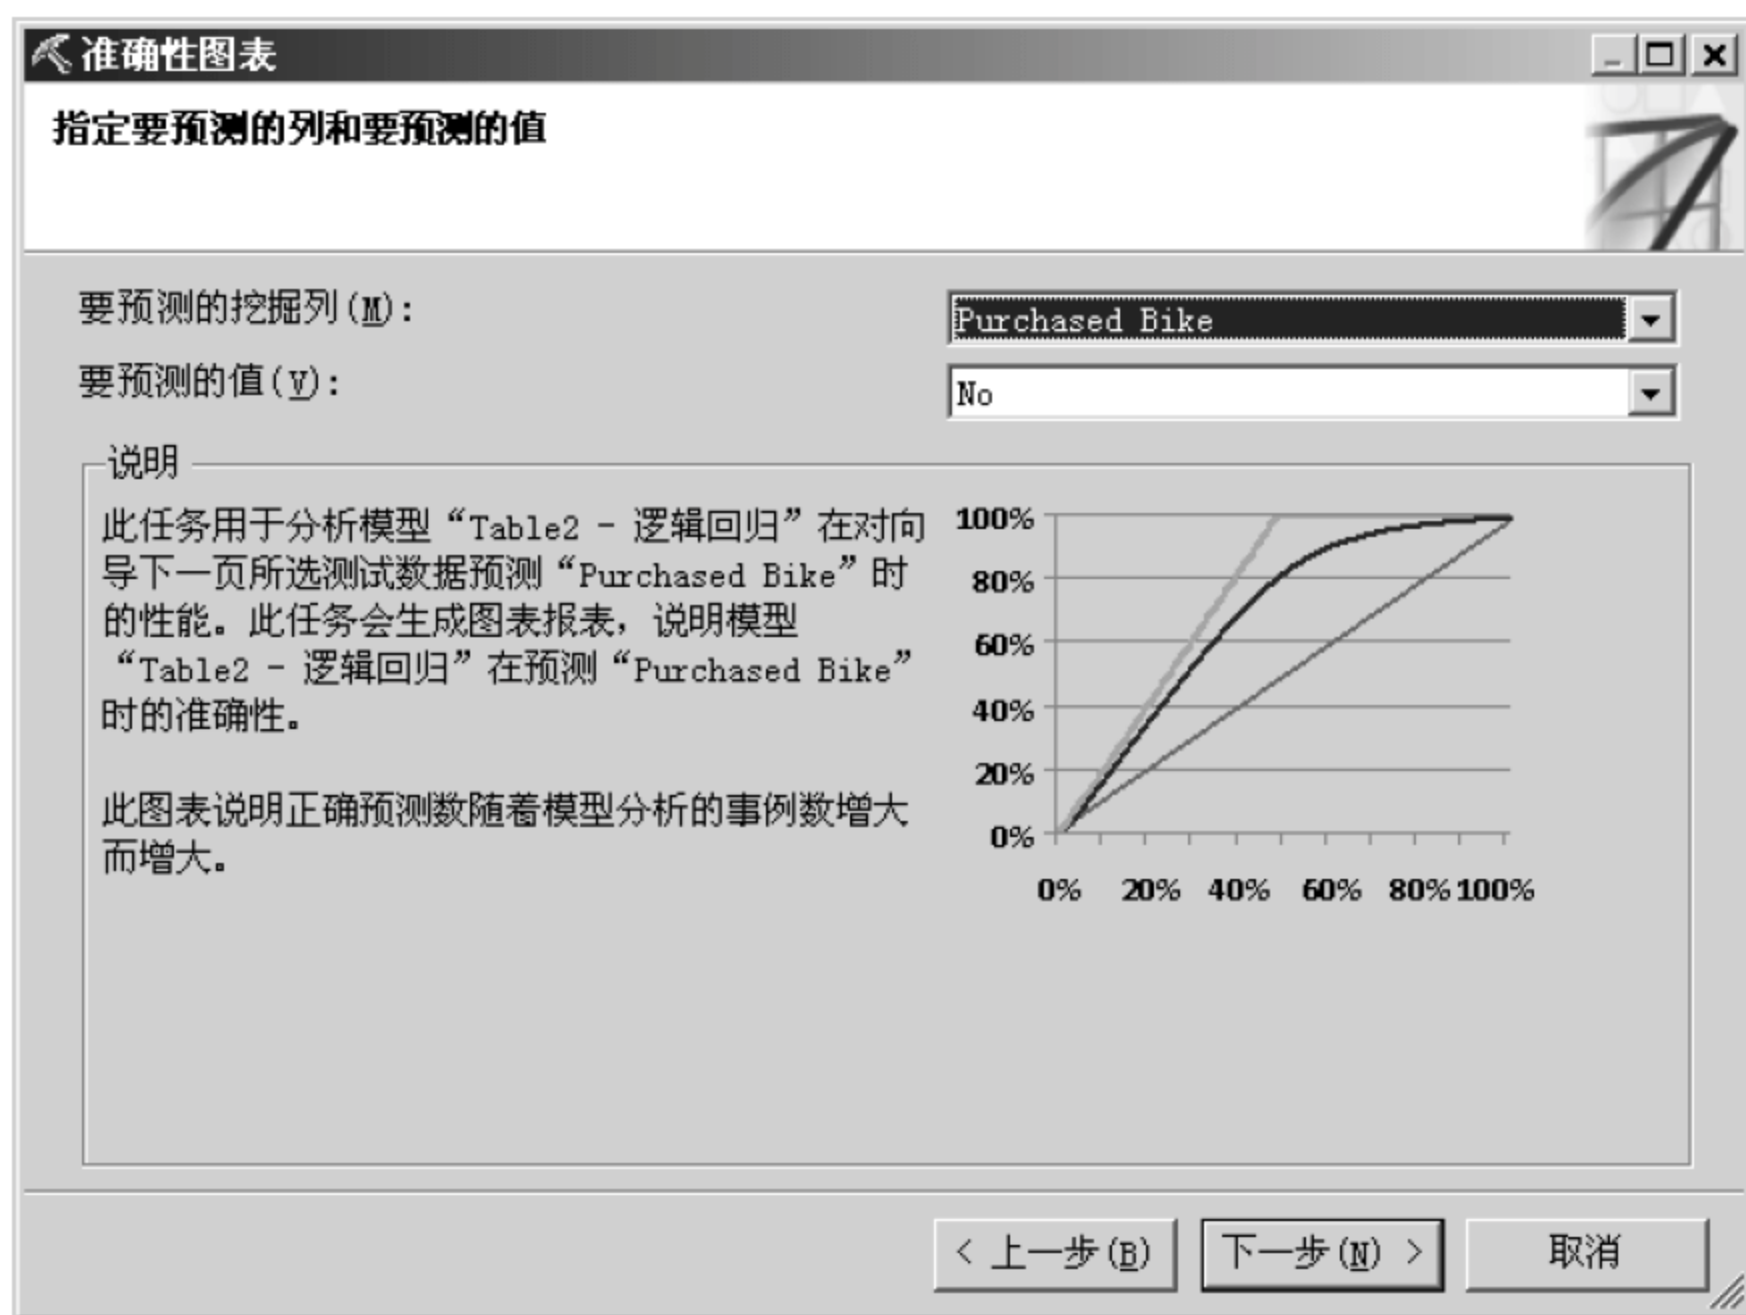 准确性图表
指定要预测的列和要预测的值
要预测的挖掘列(M):
Purchased Bike
要预测的值(V):
No
说明
此任务用于分析模型“Table2 - 逻辑回归”在对向
导下一页所选测试数据预测“Purchased Bike”时
的性能。此任务会生成图表报表，说明模型
“Table2 - 逻辑回归”在预测“Purchased Bike”
时的准确性。
此图表说明正确预测数随着模型分析的事例数增大
而增大。
100%
80%
60%
40%
20%
0%
0% 20% 40% 60% 80% 100%
< 上一步(B)
下一步(N) >
取消